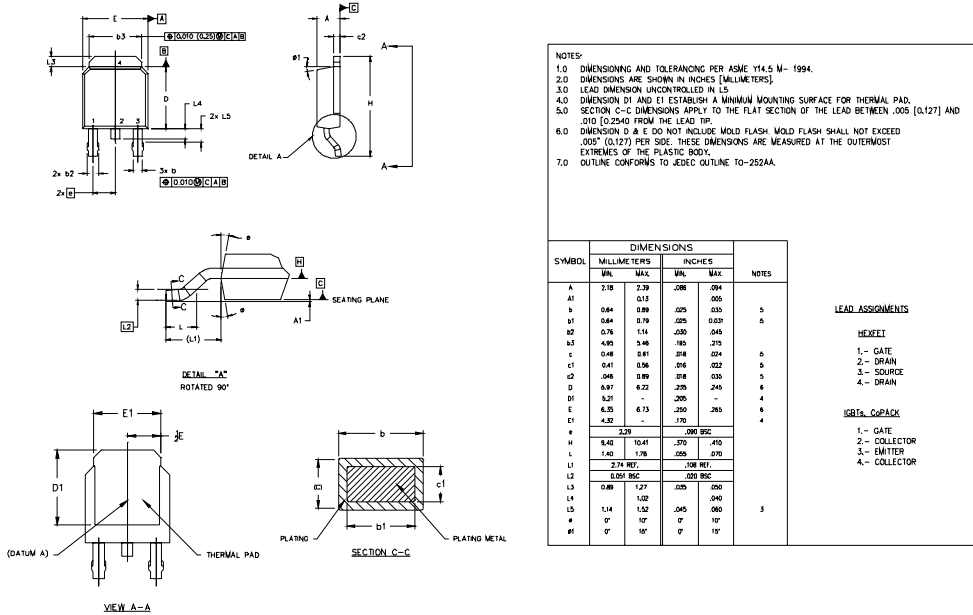 E
A
b3
⌖ 0.010 (0.25) Ⓜ C A B
L3
4
B
D
L4
2x L5
1 2 3
2x b2
3x b
⌖ 0.010 Ⓜ C A B
2x e
C
A
c2
ø1
A
H
DETAIL A
A
ø
C
C
H
C
A
SEATING PLANE
L2
L
A1
ø
(L1)
DETAIL "A"
ROTATED 90°
E1
D1
(DATUM A)
THERMAL PAD
VIEW A-A
b
c1
b1
PLATING
PLATING METAL
SECTION C-C
NOTES:
1.0 DIMENSIONING AND TOLERANCING PER ASME Y14.5 M- 1994.
2.0 DIMENSIONS ARE SHOWN IN INCHES [MILLIMETERS].
3.0 LEAD DIMENSION UNCONTROLLED IN L5
4.0 DIMENSION D1 AND E1 ESTABLISH A MINIMUM MOUNTING SURFACE FOR THERMAL PAD.
5.0 SECTION C-C DIMENSIONS APPLY TO THE FLAT SECTION OF THE LEAD BETWEEN .005 [0.127] AND
.010 [0.2540 FROM THE LEAD TIP.
6.0 DIMENSION D & E DO NOT INCLUDE MOLD FLASH. MOLD FLASH SHALL NOT EXCEED
.005" (0.127) PER SIDE. THESE DIMENSIONS ARE MEASURED AT THE OUTERMOST
EXTREMES OF THE PLASTIC BODY.
7.0 OUTLINE CONFORMS TO JEDEC OUTLINE TO-252AA.
DIMENSIONS
SYMBOL MILLIMETERS INCHES
MIN. MAX. MIN. MAX. NOTES
A 2.18 2.39 .086 .094
A1 0.13 .005
b 0.64 0.89 .025 .035 5
b1 0.64 0.79 .025 0.031 5
b2 0.76 1.14 .030 .045
b3 4.95 5.46 .195 .215
c 0.46 0.61 .018 .024 5
c1 0.41 0.56 .016 .022 5
c2 .046 0.89 .018 .035 5
D 5.97 6.22 .235 .245 6
D1 5.21 - .205 - 4
E 6.35 6.73 .250 .265 6
E1 4.32 - .170 4
e 2.29 .090 BSC
H 9.40 10.41 .370 .410
L 1.40 1.78 .055 .070
L1 2.74 REF. .108 REF.
L2 0.051 BSC .020 BSC
L3 0.89 1.27 .035 .050
L4 1.02 .040
L5 1.14 1.52 .045 .060 3
ø 0° 10° 0° 10°
ø1 0° 15° 0° 15°
LEAD ASSIGNMENTS
HEXFET
1.- GATE
2.- DRAIN
3.- SOURCE
4.- DRAIN
IGBTs, CoPACK
1.- GATE
2.- COLLECTOR
3.- EMITTER
4.- COLLECTOR